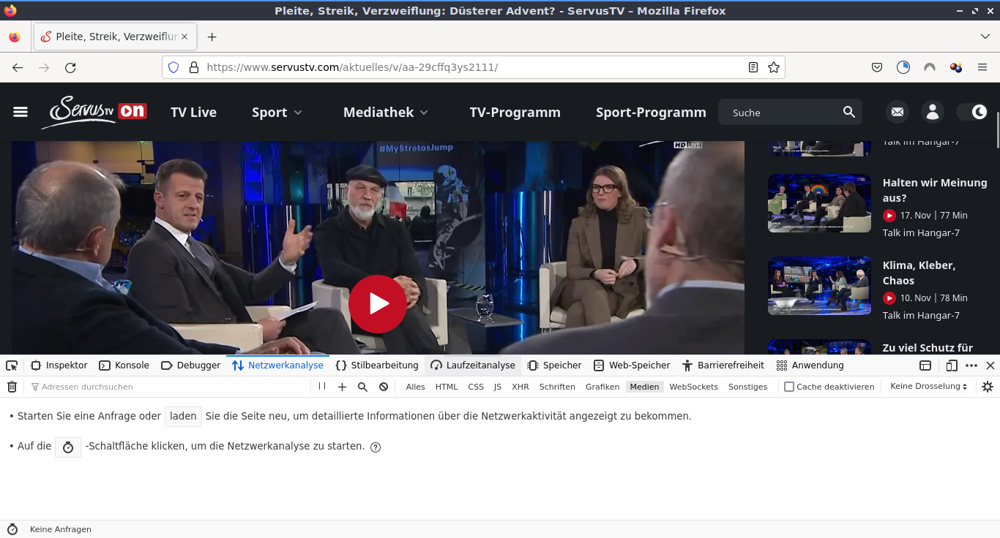 Pleite, Streik, Verzweiflung: Düsterer Advent? - ServusTV – Mozilla Firefox
Pleite, Streik, Verzweiflun
https://www.servustv.com/aktuelles/v/aa-29cffq3ys2111/
ServusTV On TV Live Sport Mediathek TV-Programm Sport-Programm Suche
#MyStratosJump
HD LIVE
Talk im Hangar-7
Halten wir Meinung
aus?
17. Nov | 77 Min
Talk im Hangar-7
Klima, Kleber,
Chaos
10. Nov | 78 Min
Talk im Hangar-7
Zu viel Schutz für
Inspektor Konsole Debugger Netzwerkanalyse Stilbearbeitung Laufzeitanalyse Speicher Web-Speicher Barrierefreiheit Anwendung
Adressen durchsuchen Alles HTML CSS JS XHR Schriften Grafiken Medien WebSockets Sonstiges Cache deaktivieren Keine Drosselung
• Starten Sie eine Anfrage oder laden Sie die Seite neu, um detaillierte Informationen über die Netzwerkaktivität angezeigt zu bekommen.
• Auf die -Schaltfläche klicken, um die Netzwerkanalyse zu starten.
Keine Anfragen